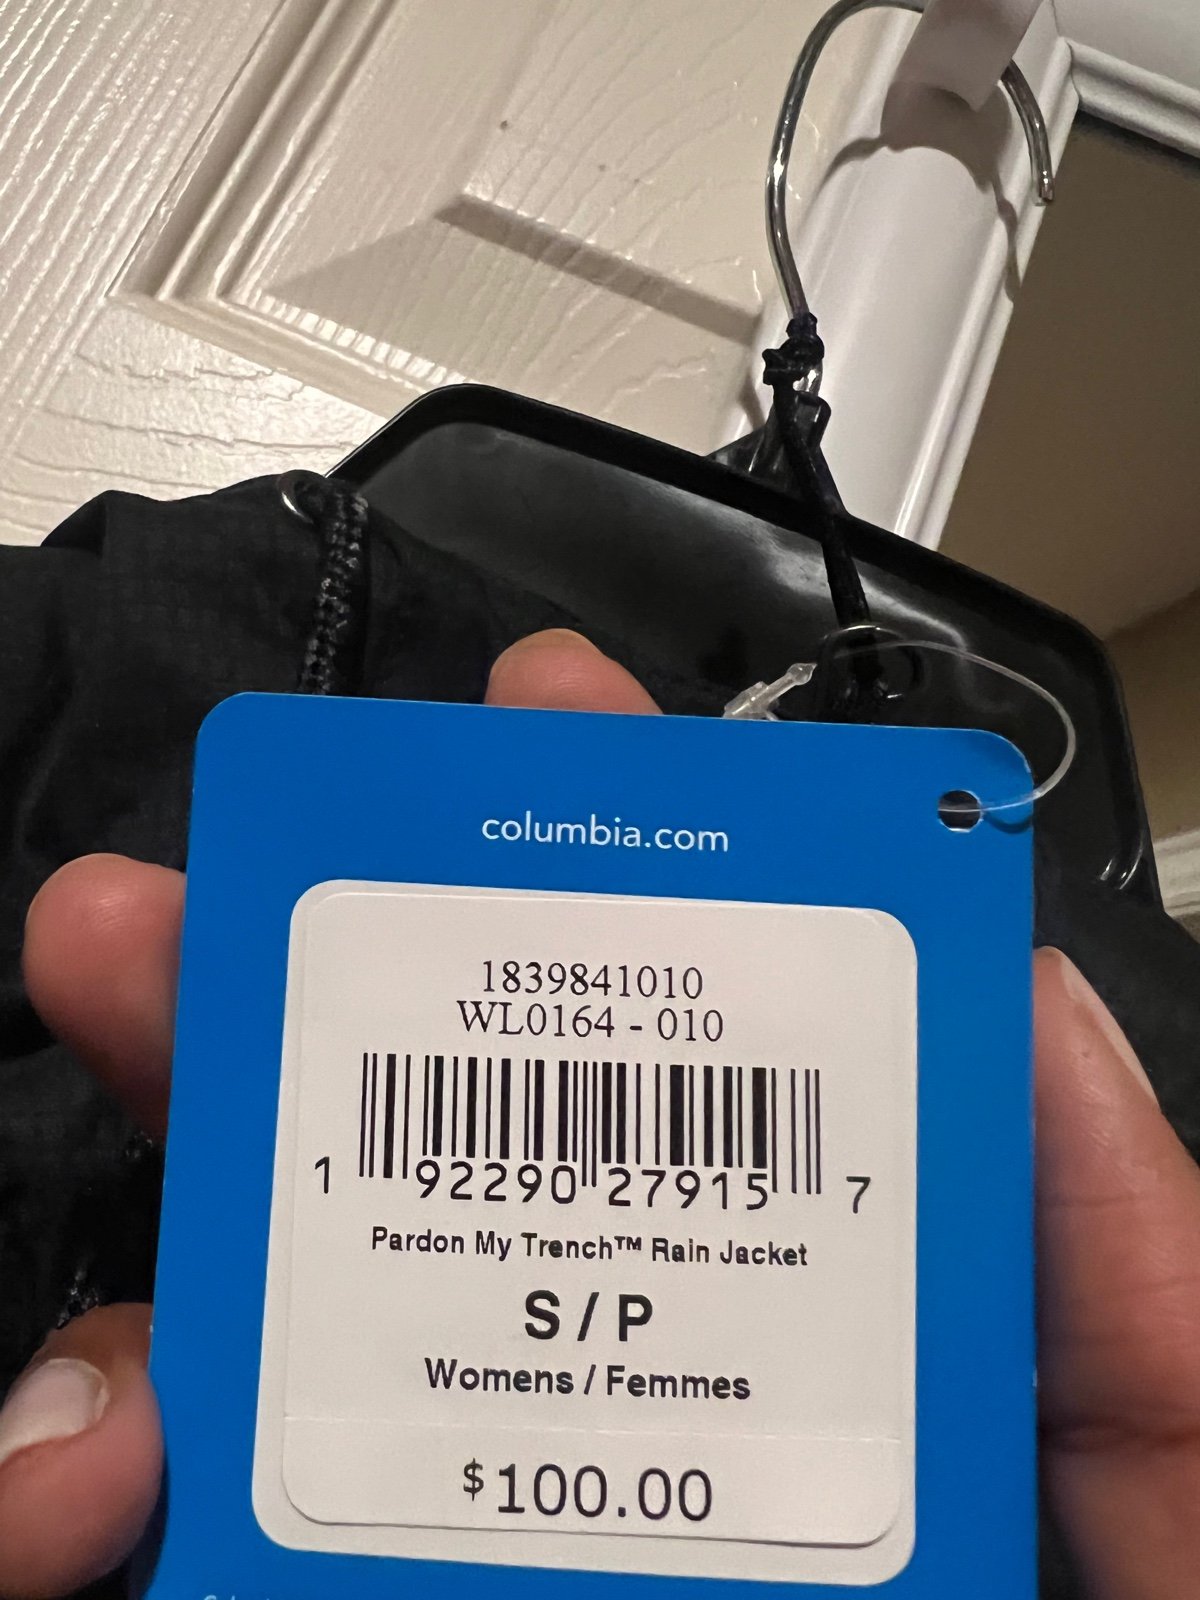 columbia.com
1839841010
WL0164 - 010
1 92290 27915 7
Pardon My Trench™ Rain Jacket
S / P
Womens / Femmes
$100.00